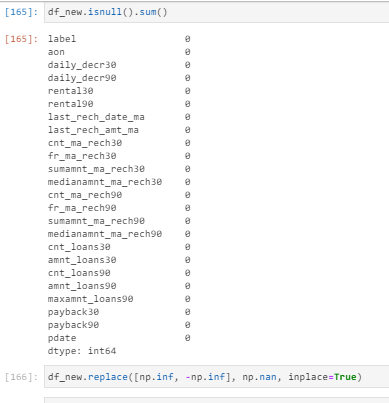 [165]: df_new.isnull().sum()
[165]: label 0
aon 0
daily_decr30 0
daily_decr90 0
rental30 0
rental90 0
last_rech_date_ma 0
last_rech_amt_ma 0
cnt_ma_rech30 0
fr_ma_rech30 0
sumamnt_ma_rech30 0
medianamnt_ma_rech30 0
cnt_ma_rech90 0
fr_ma_rech90 0
sumamnt_ma_rech90 0
medianamnt_ma_rech90 0
cnt_loans30 0
amnt_loans30 0
cnt_loans90 0
amnt_loans90 0
maxamnt_loans90 0
payback30 0
payback90 0
pdate 0
dtype: int64
[166]: df_new.replace([np.inf, -np.inf], np.nan, inplace=True)